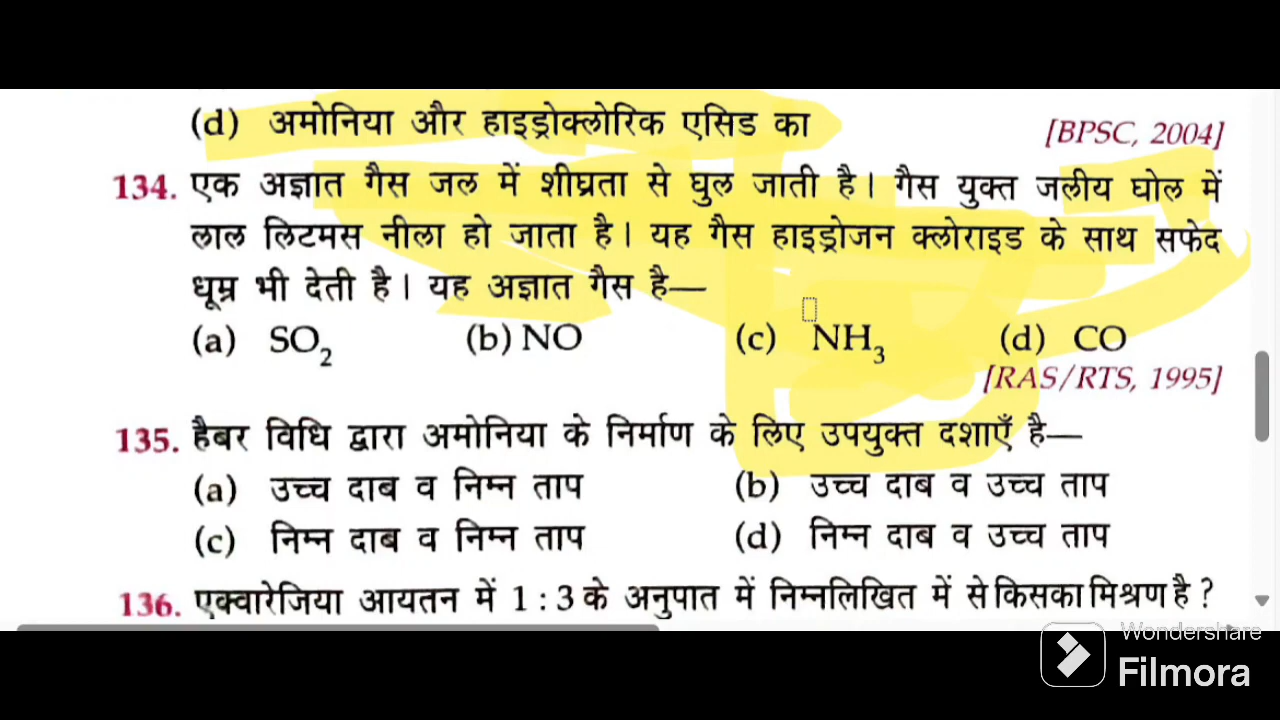 (d) अमोनिया और हाइड्रोक्लोरिक एसिड का
[BPSC, 2004]
134. एक अज्ञात गैस जल में शीघ्रता से घुल जाती है। गैस युक्त जलीय घोल में
लाल लिटमस नीला हो जाता है। यह गैस हाइड्रोजन क्लोराइड के साथ सफेद
धूम्र भी देती है। यह अज्ञात गैस है—
(a) SO₂ (b) NO (c) NH₃ (d) CO
[RAS/RTS, 1995]
135. हैबर विधि द्वारा अमोनिया के निर्माण के लिए उपयुक्त दशाएँ है—
(a) उच्च दाब व निम्न ताप (b) उच्च दाब व उच्च ताप
(c) निम्न दाब व निम्न ताप (d) निम्न दाब व उच्च ताप
136. एक्वारेजिया आयतन में 1 : 3 के अनुपात में निम्नलिखित में से किसका मिश्रण है ?
Wondershare
Filmora